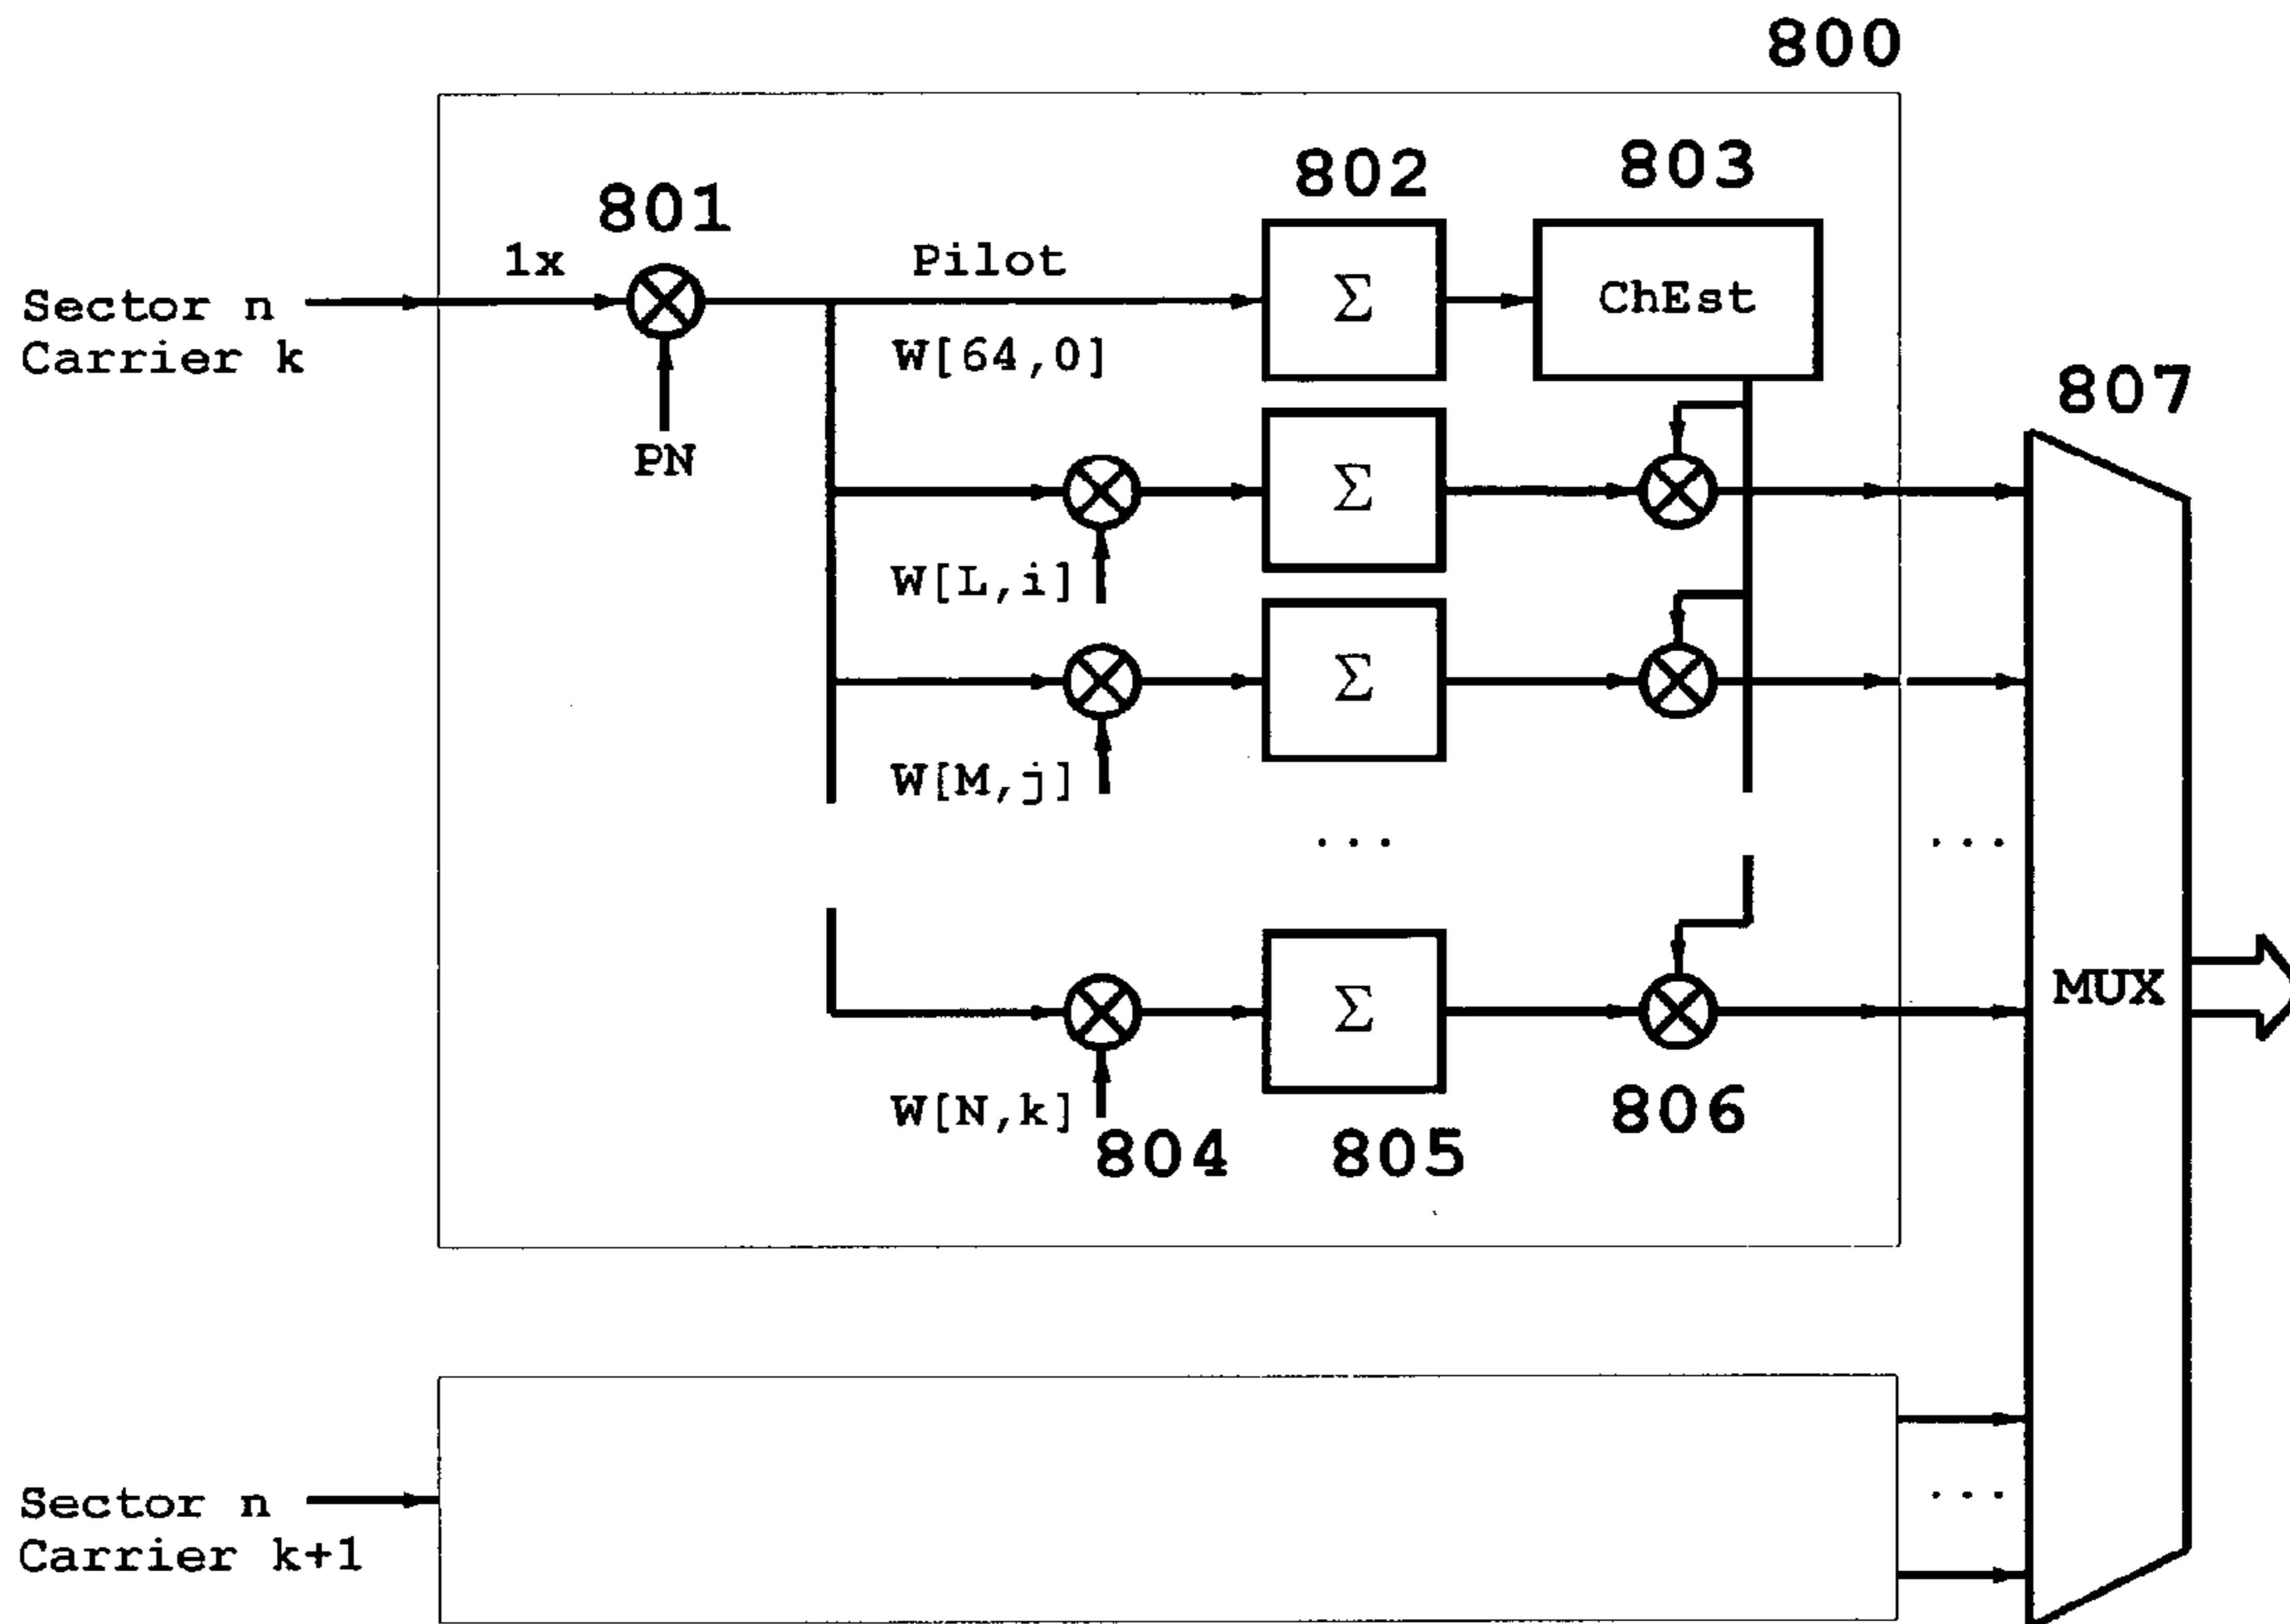 800
801
802
803
1x
Pilot
Sector n
Carrier k
Σ
ChEst
W[64,0]
807
PN
Σ
W[L,i]
Σ
W[M,j]
...
...
MUX
Σ
W[N,k]
804
805
806
Sector n
Carrier k+1
...